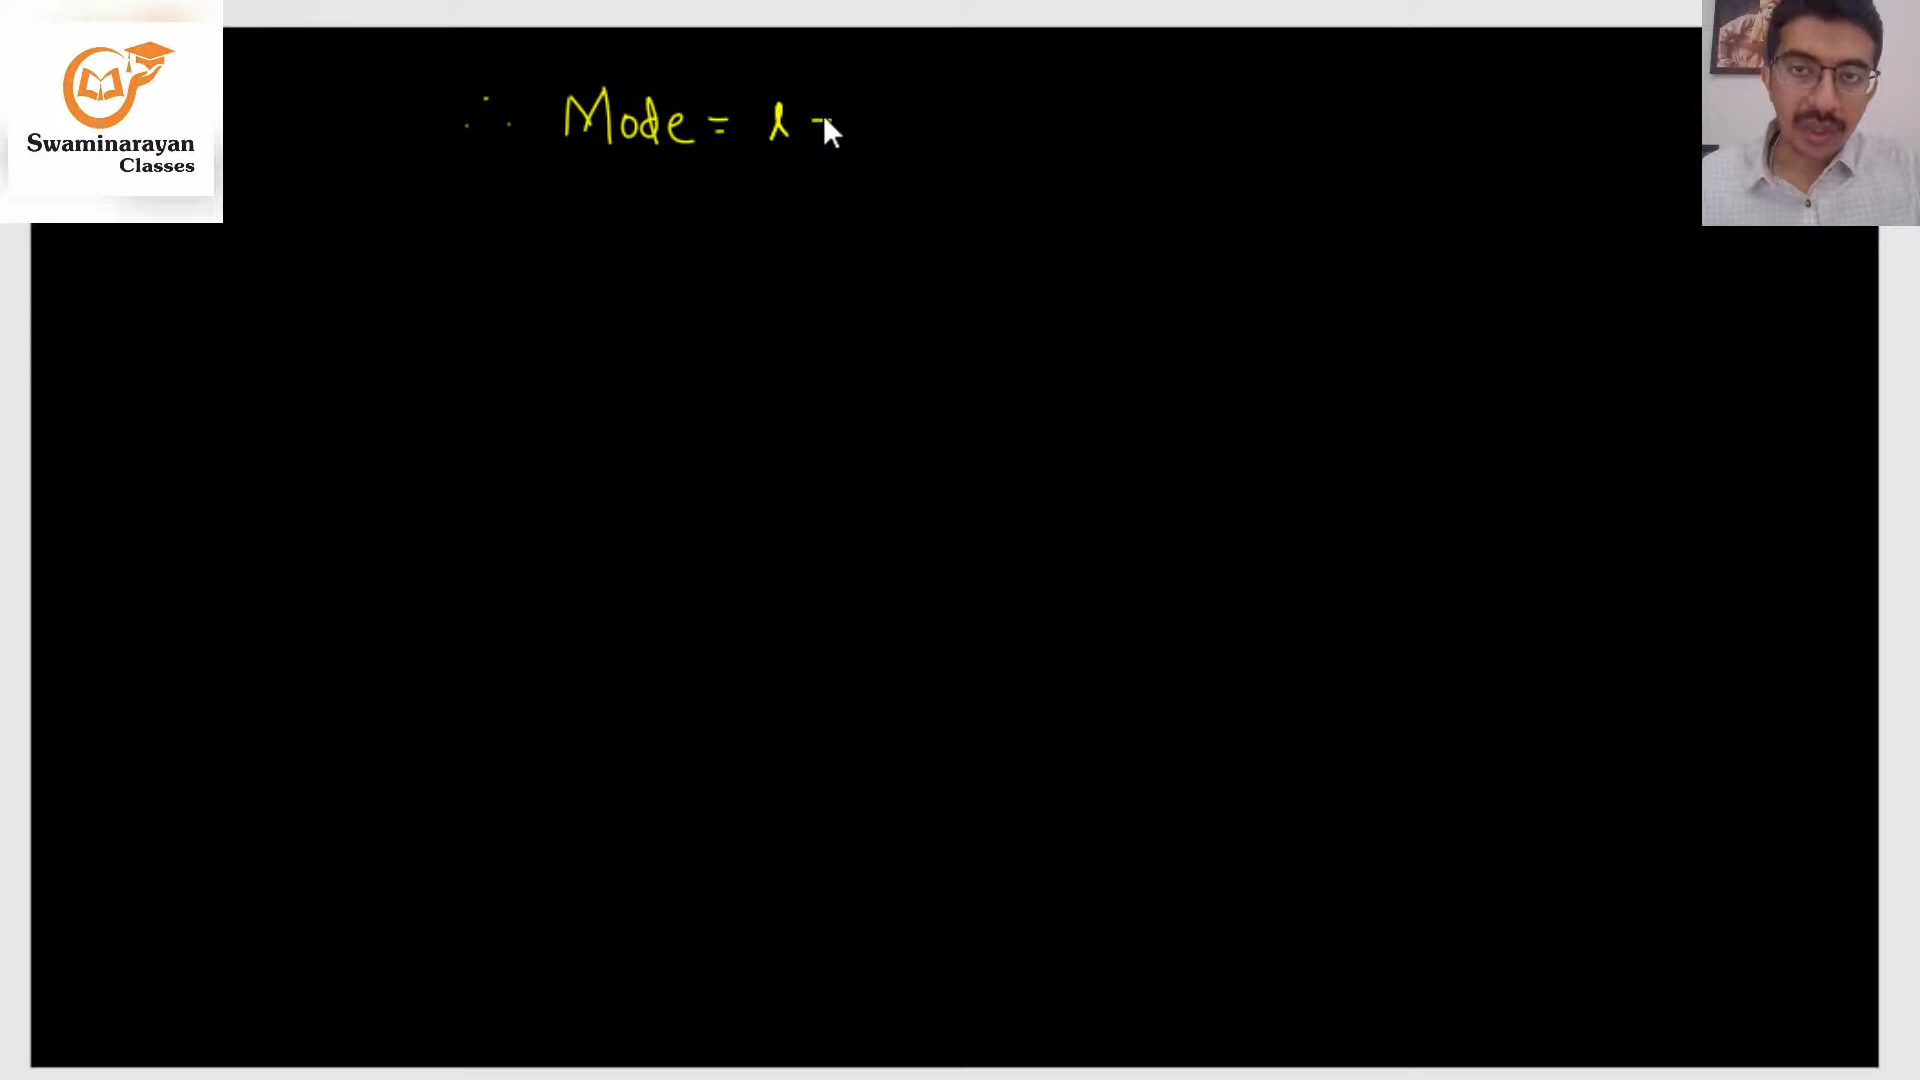 Swaminarayan
Classes
∴ Mode = l -